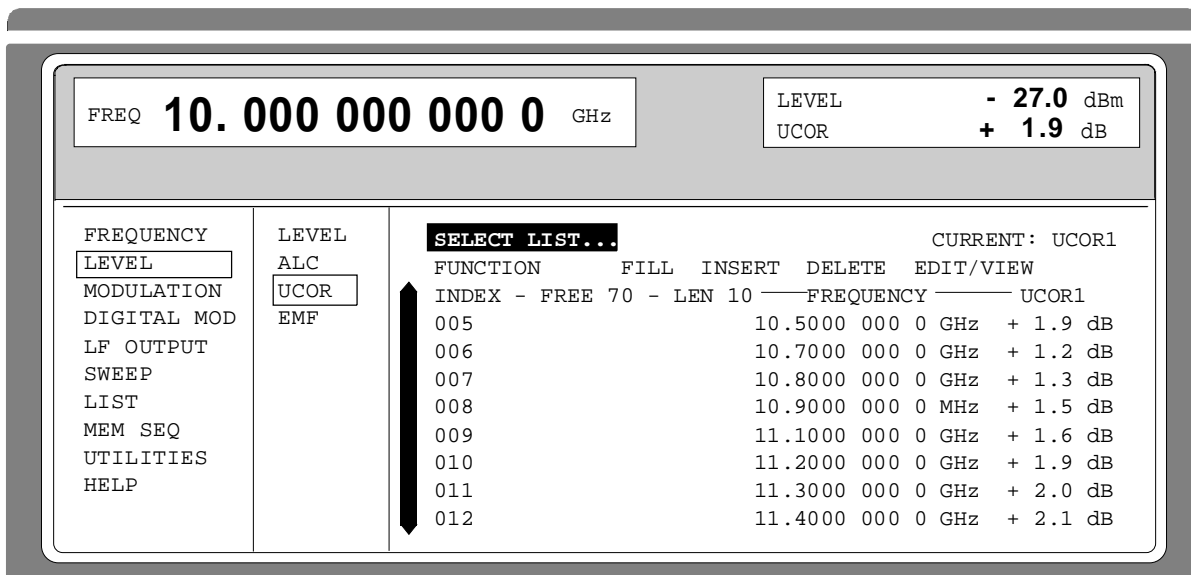 FREQ 10. 000 000 000 0 GHz
LEVEL - 27.0 dBm
UCOR + 1.9 dB
FREQUENCY
LEVEL
MODULATION
DIGITAL MOD
LF OUTPUT
SWEEP
LIST
MEM SEQ
UTILITIES
HELP
LEVEL
ALC
UCOR
EMF
SELECT LIST... CURRENT: UCOR1
FUNCTION FILL INSERT DELETE EDIT/VIEW
INDEX - FREE 70 - LEN 10 FREQUENCY UCOR1
005 10.5000 000 0 GHz + 1.9 dB
006 10.7000 000 0 GHz + 1.2 dB
007 10.8000 000 0 GHz + 1.3 dB
008 10.9000 000 0 MHz + 1.5 dB
009 11.1000 000 0 GHz + 1.6 dB
010 11.2000 000 0 GHz + 1.9 dB
011 11.3000 000 0 GHz + 2.0 dB
012 11.4000 000 0 GHz + 2.1 dB